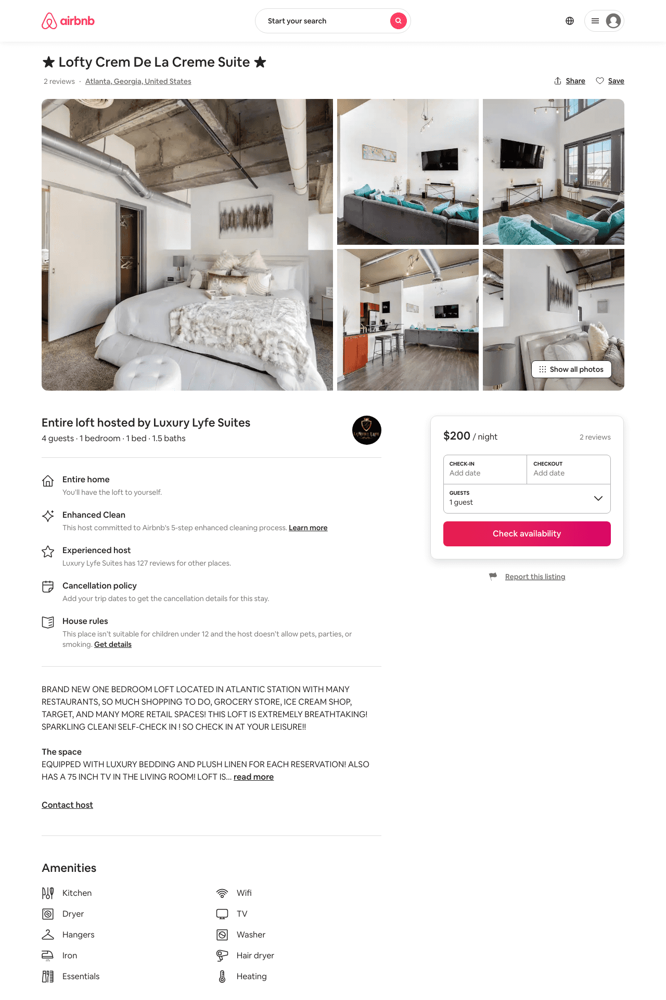 airbnb
Start your search
★ Lofty Crem De La Creme Suite ★
2 reviews · Atlanta, Georgia, United States
Share
Save
Show all photos
Entire loft hosted by Luxury Lyfe Suites
4 guests · 1 bedroom · 1 bed · 1.5 baths
LUXURY LYFE
$200 / night
2 reviews
CHECK-IN
Add date
CHECKOUT
Add date
GUESTS
1 guest
Check availability
Report this listing
Entire home
You’ll have the loft to yourself.
Enhanced Clean
This host committed to Airbnb's 5-step enhanced cleaning process. Learn more
Experienced host
Luxury Lyfe Suites has 127 reviews for other places.
Cancellation policy
Add your trip dates to get the cancellation details for this stay.
House rules
This place isn’t suitable for children under 12 and the host doesn’t allow pets, parties, or
smoking. Get details
BRAND NEW ONE BEDROOM LOFT LOCATED IN ATLANTIC STATION WITH MANY
RESTAURANTS, SO MUCH SHOPPING TO DO, GROCERY STORE, ICE CREAM SHOP,
TARGET, AND MANY MORE RETAIL SPACES! THIS LOFT IS EXTREMELY BREATHTAKING!
SPARKLING CLEAN! SELF-CHECK IN ! SO CHECK IN AT YOUR LEISURE!!
The space
EQUIPPED WITH LUXURY BEDDING AND PLUSH LINEN FOR EACH RESERVATION! ALSO
HAS A 75 INCH TV IN THE LIVING ROOM! LOFT IS... read more
Contact host
Amenities
Kitchen
Wifi
Dryer
TV
Hangers
Washer
Iron
Hair dryer
Essentials
Heating